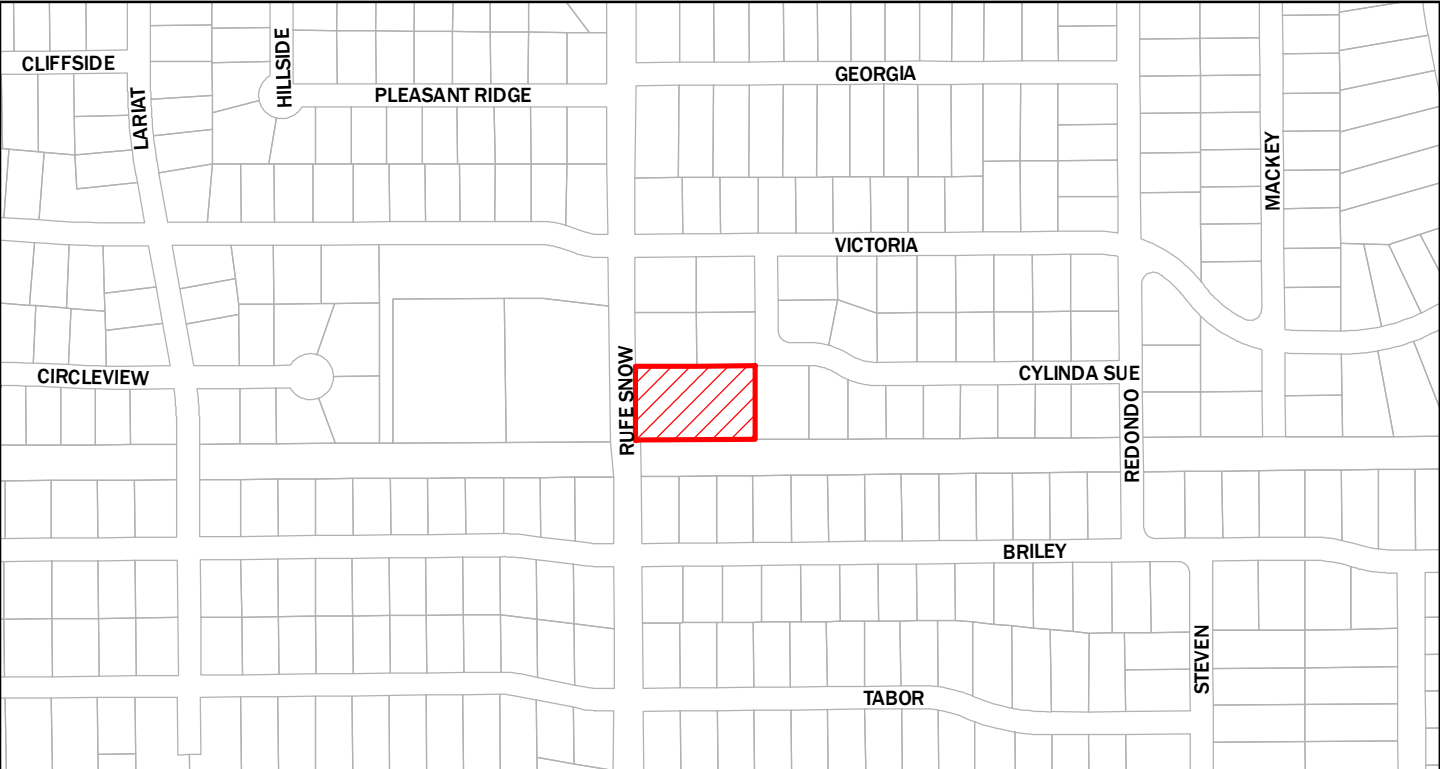 CLIFFSIDE
HILLSIDE
GEORGIA
PLEASANT RIDGE
LARIAT
MACKEY
VICTORIA
CIRCLEVIEW
RUFE SNOW
CYLINDA SUE
REDONDO
BRILEY
STEVEN
TABOR